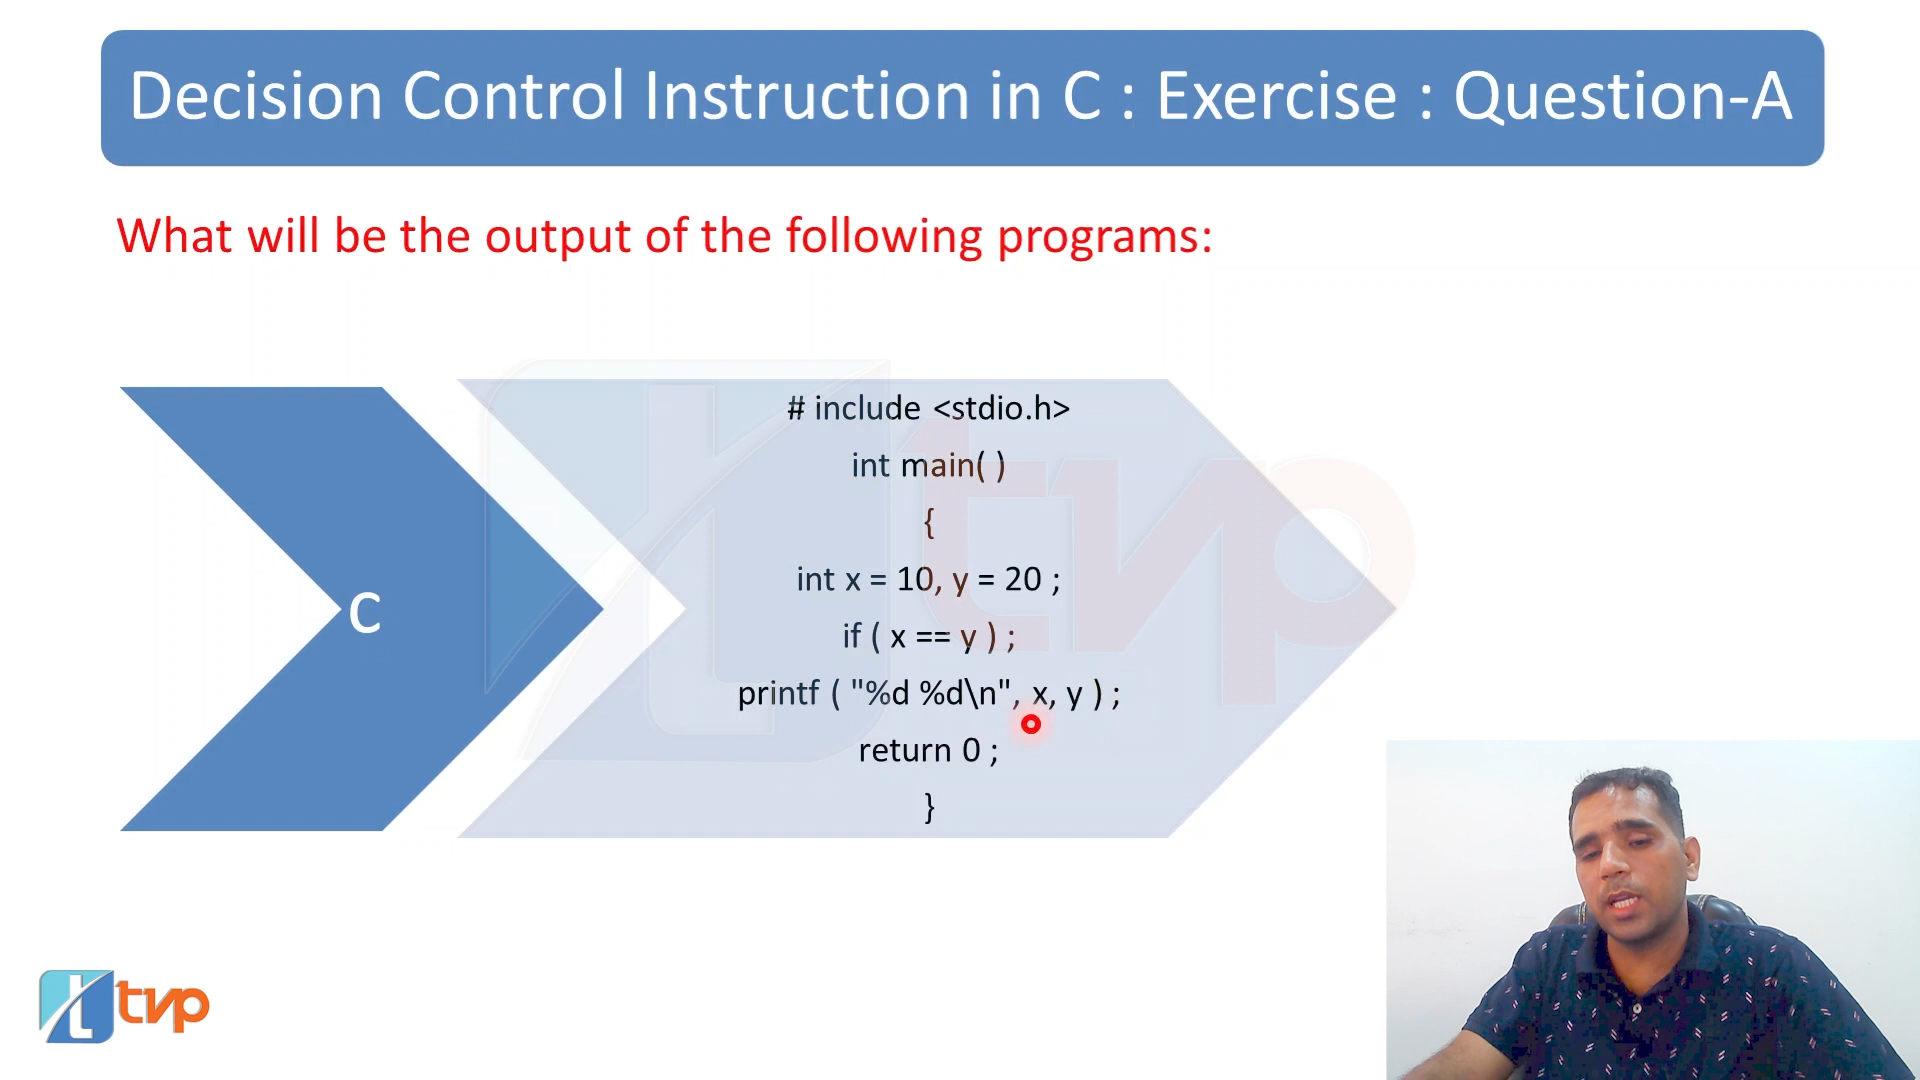 Decision Control Instruction in C : Exercise : Question-A
What will be the output of the following programs:
C
# include <stdio.h>
int main( )
{
int x = 10, y = 20 ;
if ( x == y ) ;
printf ( "%d %d\n", x, y ) ;
return 0 ;
}
tvp
t tvp